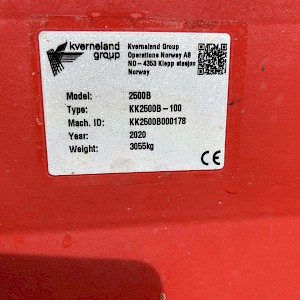 kverneland
group
Kverneland Group
Operations Norway AS
NO-4353 Klepp stasjon
Norway
Model: 2500B
Type: KK2500B-100
Mach. ID: KK2500B000178
Year: 2020
Weight: 3055kg
CE